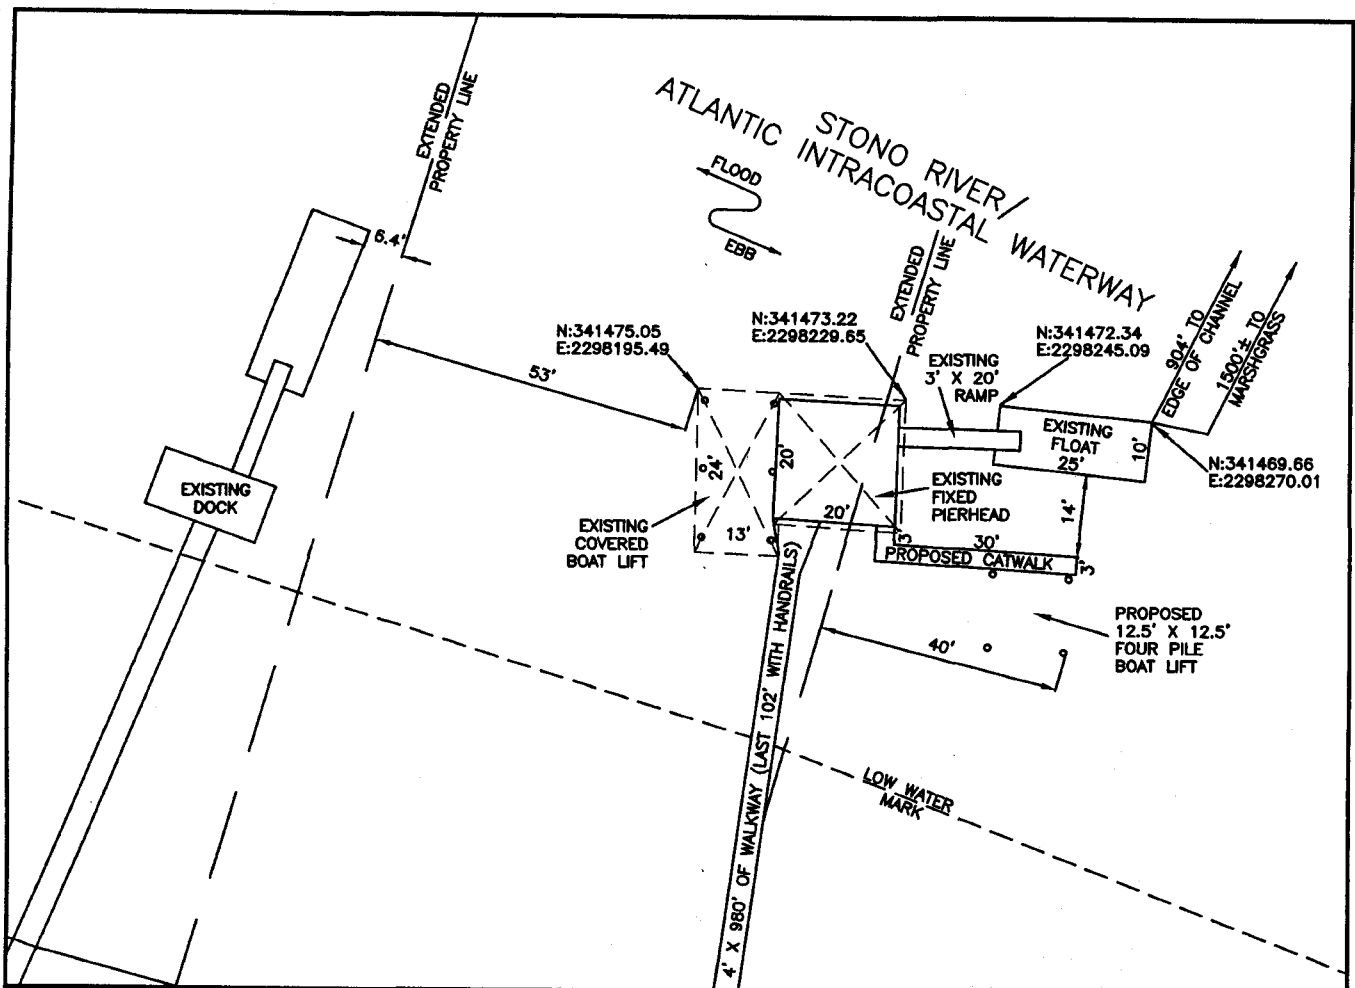 EXTENDED
PROPERTY LINE
STONO RIVER/
ATLANTIC INTRACOASTAL WATERWAY
FLOOD
EBB
6.4'
EXTENDED
PROPERTY LINE
904' TO
EDGE OF CHANNEL
1500'± TO
MARSHGRASS
N:341475.05
E:2298195.49
N:341473.22
E:2298229.65
N:341472.34
E:2298245.09
EXISTING
3' X 20'
RAMP
53'
EXISTING
FLOAT
25'
10'
N:341469.66
E:2298270.01
24'
20'
EXISTING
DOCK
EXISTING
FIXED
PIERHEAD
20'
14'
EXISTING
COVERED
BOAT LIFT
13'
3'
30'
PROPOSED CATWALK
3'
PROPOSED
12.5' X 12.5'
FOUR PILE
BOAT LIFT
40'
4' X 980' OF WALKWAY (LAST 102' WITH HANDRAILS)
LOW WATER
MARK